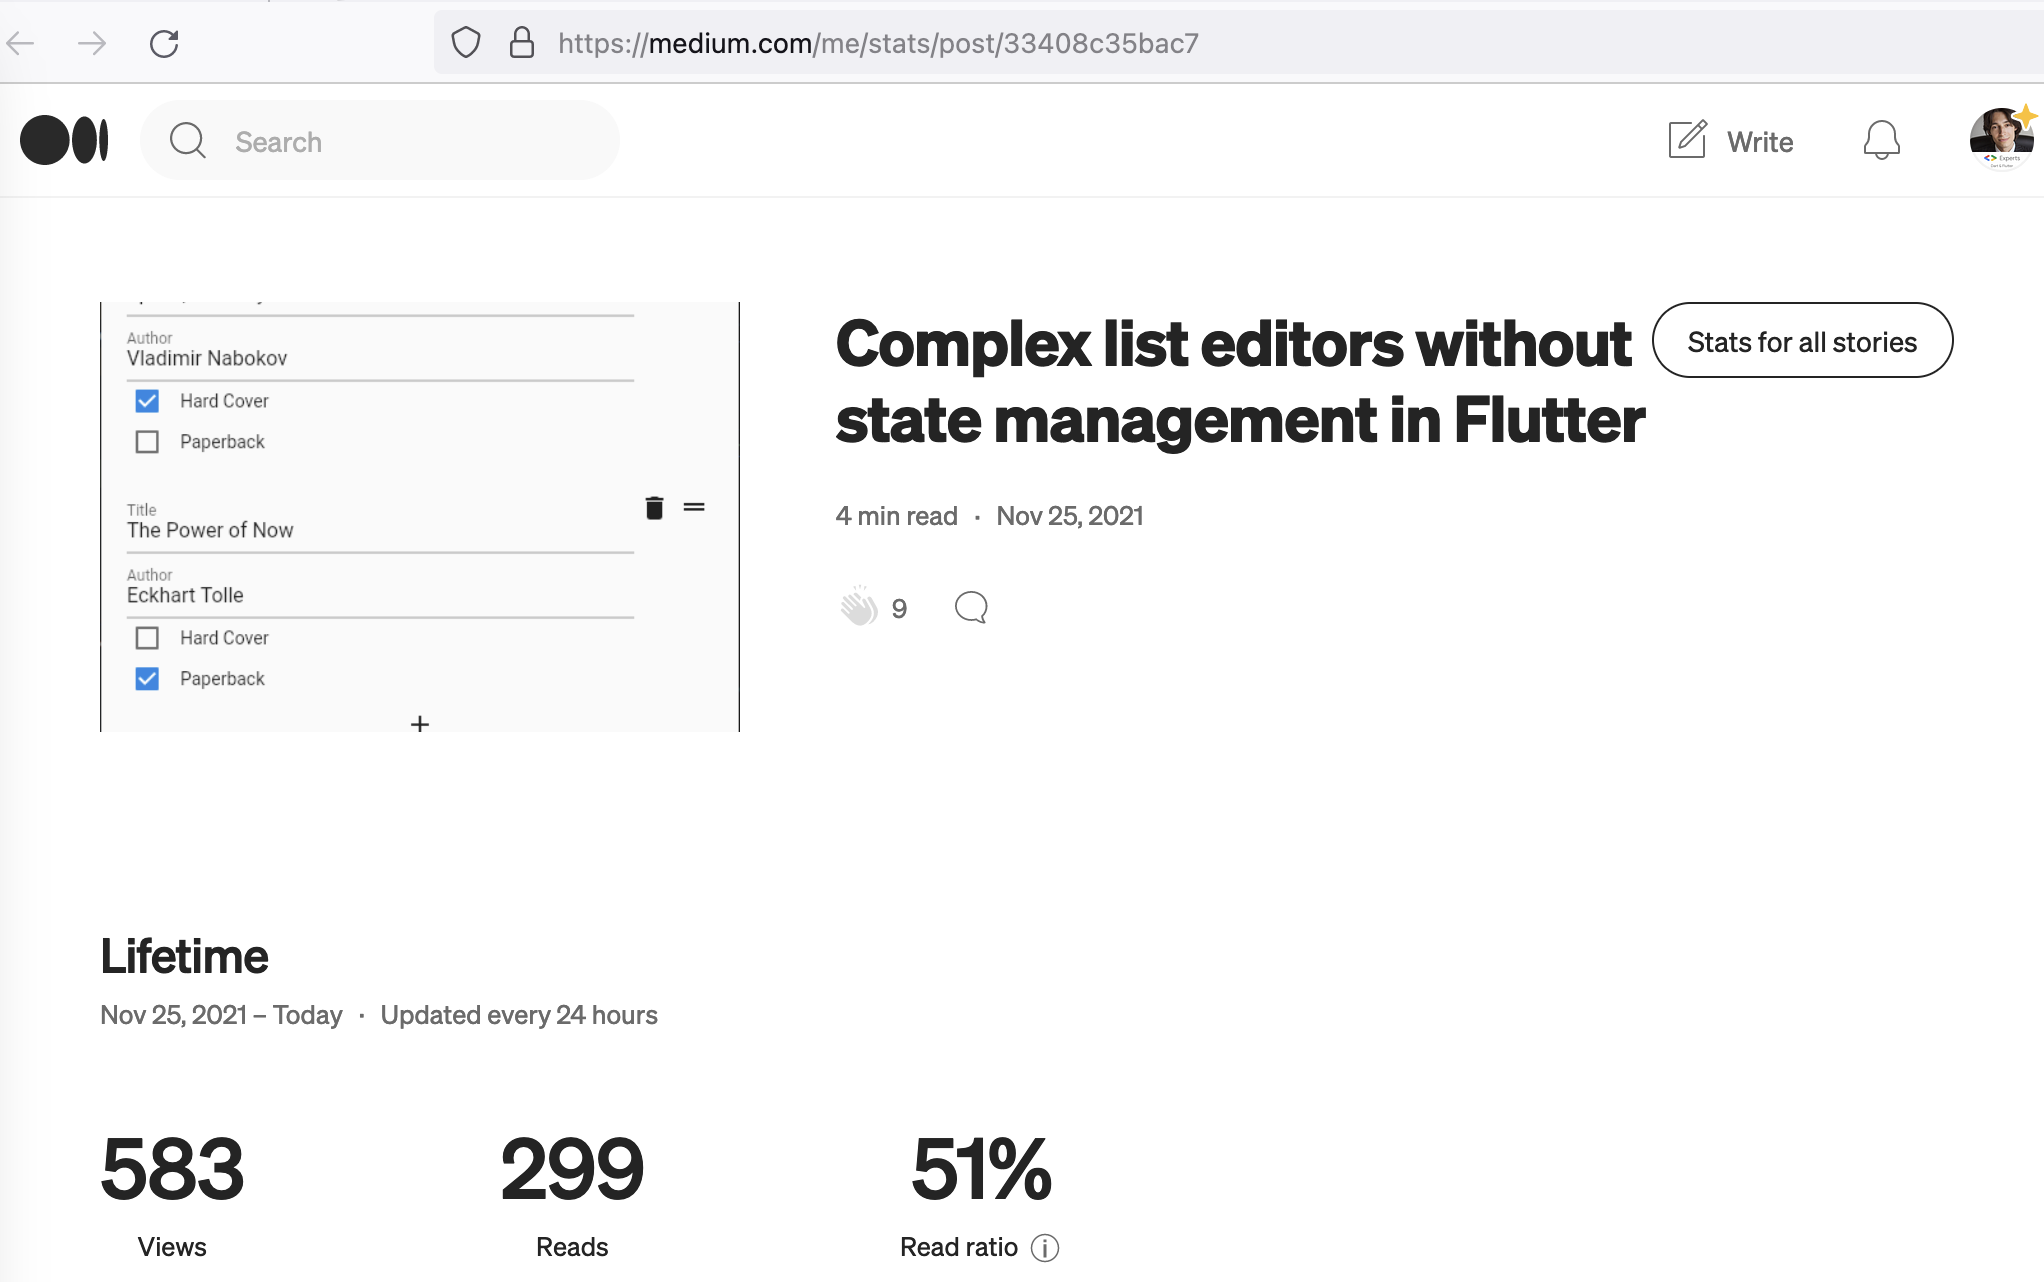 https://medium.com/me/stats/post/33408c35bac7
Search
Write
Experts
Author
Vladimir Nabokov
Hard Cover
Paperback
Title
The Power of Now
Author
Eckhart Tolle
Hard Cover
Paperback
+
Complex list editors without
state management in Flutter
Stats for all stories
4 min read · Nov 25, 2021
9
Lifetime
Nov 25, 2021 – Today · Updated every 24 hours
583
Views
299
Reads
51%
Read ratio